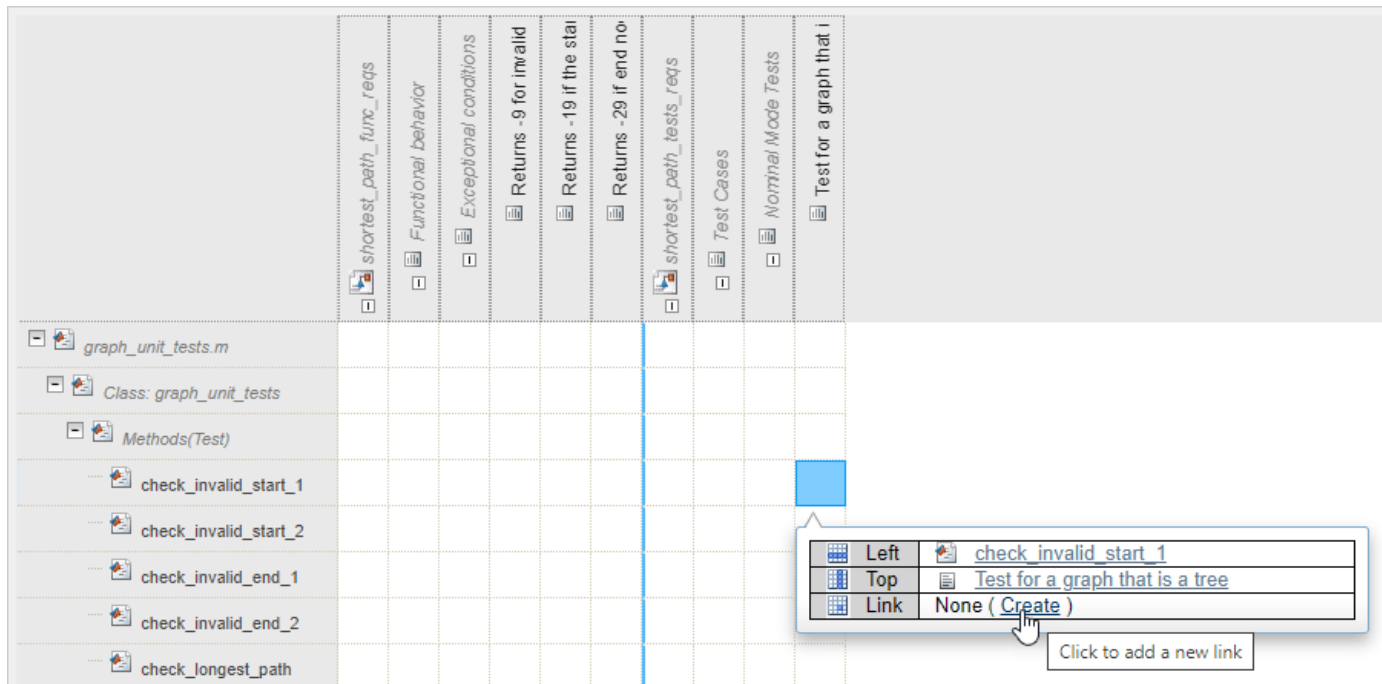 shortest_path_func_reqs
Functional behavior
Exceptional conditions
Returns -9 for invalid
Returns -19 if the star
Returns -29 if end no
shortest_path_tests_reqs
Test Cases
Nominal Mode Tests
Test for a graph that i
graph_unit_tests.m
Class: graph_unit_tests
Methods(Test)
check_invalid_start_1
check_invalid_start_2
check_invalid_end_1
check_invalid_end_2
check_longest_path
Left check_invalid_start_1
Top Test for a graph that is a tree
Link None ( Create )
Click to add a new link